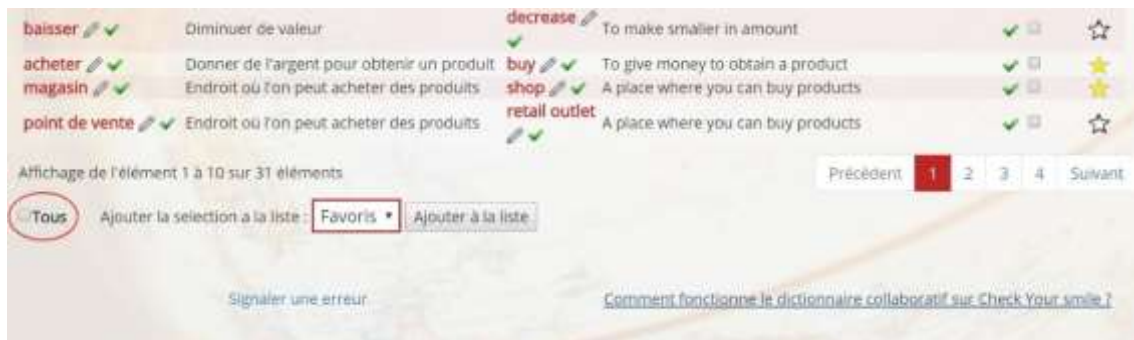 baisser Diminuer de valeur decrease To make smaller in amount
acheter Donner de l'argent pour obtenir un produit buy To give money to obtain a product
magasin Endroit où l'on peut acheter des produits shop A place where you can buy products
point de vente Endroit où l'on peut acheter des produits retail outlet A place where you can buy products
Affichage de l'élément 1 à 10 sur 31 éléments Précédent 1 2 3 4 Suivant
Tous Ajouter la selection a la liste : Favoris Ajouter à la liste
Signaler une erreur Comment fonctionne le dictionnaire collaboratif sur Check Your smile ?